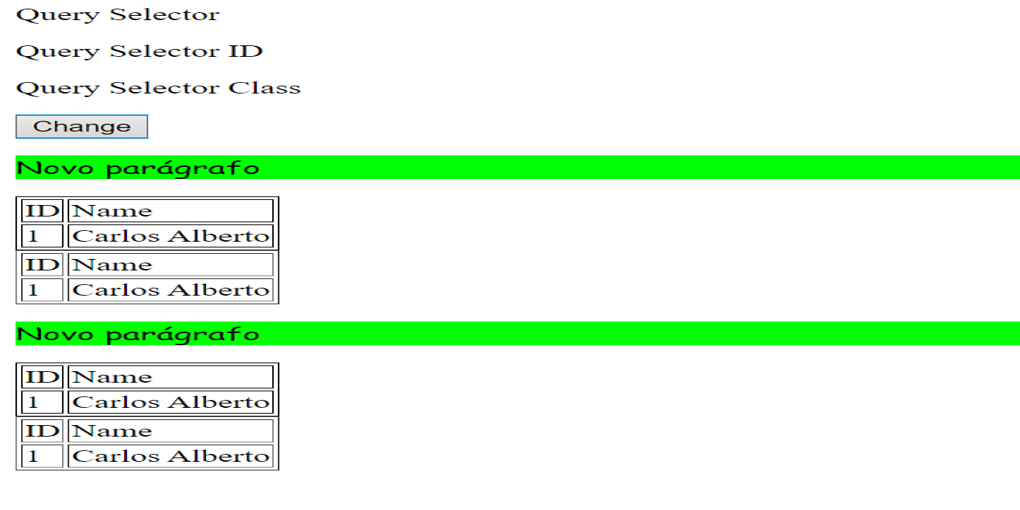 Query Selector
Query Selector ID
Query Selector Class
Change
Novo parágrafo
ID Name
1 Carlos Alberto
ID Name
1 Carlos Alberto
Novo parágrafo
ID Name
1 Carlos Alberto
ID Name
1 Carlos Alberto